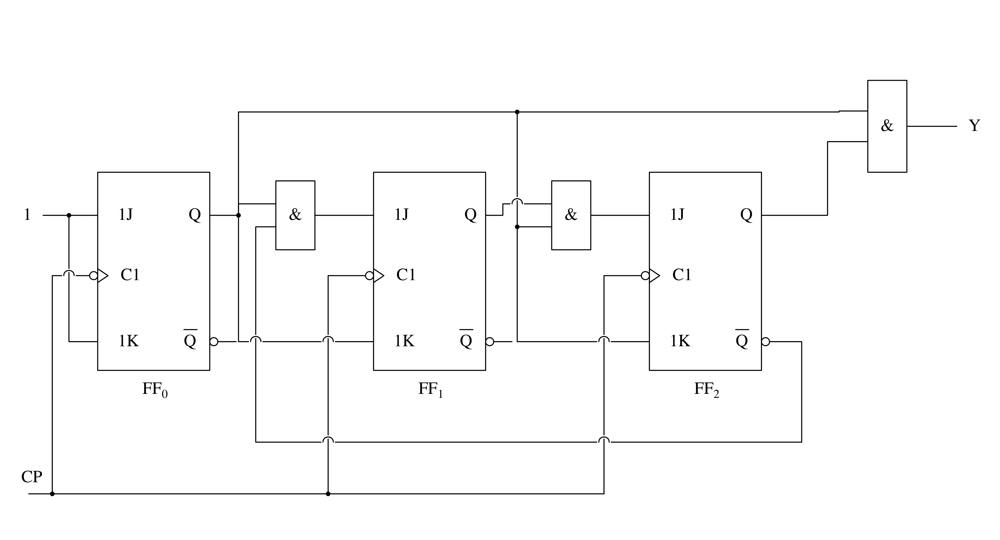 &
Y
1
1J
Q
&
1J
Q
&
1J
Q
C1
C1
C1
1K
Q̅
1K
Q̅
1K
Q̅
FF₀
FF₁
FF₂
CP